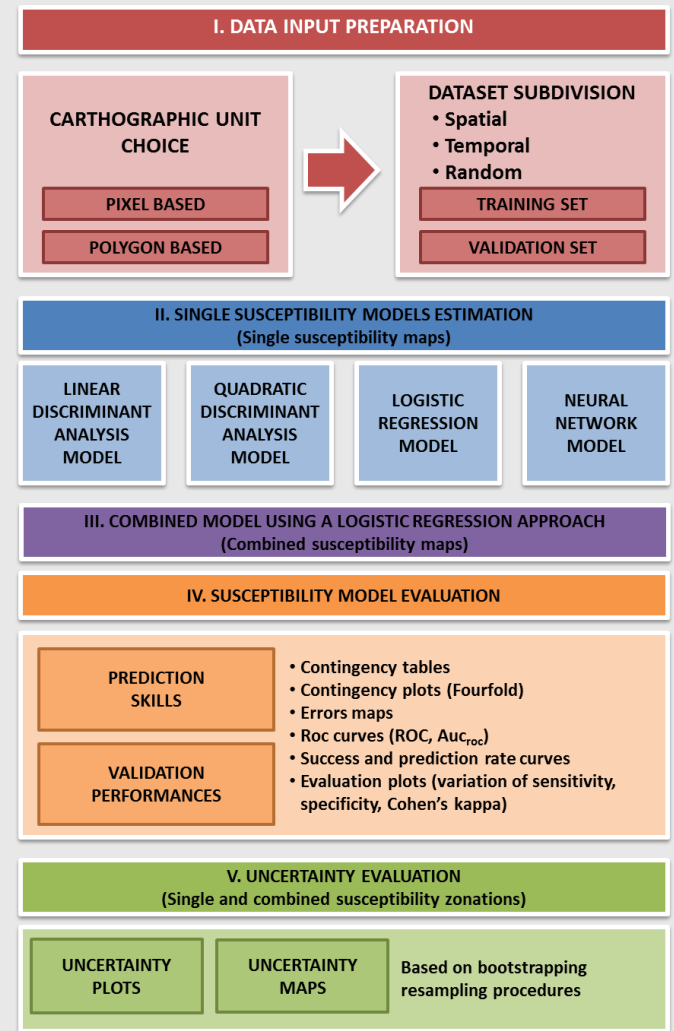 I. DATA INPUT PREPARATION
CARTHOGRAPHIC UNIT
CHOICE
PIXEL BASED
POLYGON BASED
DATASET SUBDIVISION
• Spatial
• Temporal
• Random
TRAINING SET
VALIDATION SET
II. SINGLE SUSCEPTIBILITY MODELS ESTIMATION
(Single susceptibility maps)
LINEAR
DISCRIMINANT
ANALYSIS
MODEL
QUADRATIC
DISCRIMINANT
ANALYSIS
MODEL
LOGISTIC
REGRESSION
MODEL
NEURAL
NETWORK
MODEL
III. COMBINED MODEL USING A LOGISTIC REGRESSION APPROACH
(Combined susceptibility maps)
IV. SUSCEPTIBILITY MODEL EVALUATION
PREDICTION
SKILLS
VALIDATION
PERFORMANCES
• Contingency tables
• Contingency plots (Fourfold)
• Errors maps
• Roc curves (ROC, Aucroc)
• Success and prediction rate curves
• Evaluation plots (variation of sensitivity,
specificity, Cohen’s kappa)
V. UNCERTAINTY EVALUATION
(Single and combined susceptibility zonations)
UNCERTAINTY
PLOTS
UNCERTAINTY
MAPS
Based on bootstrapping
resampling procedures